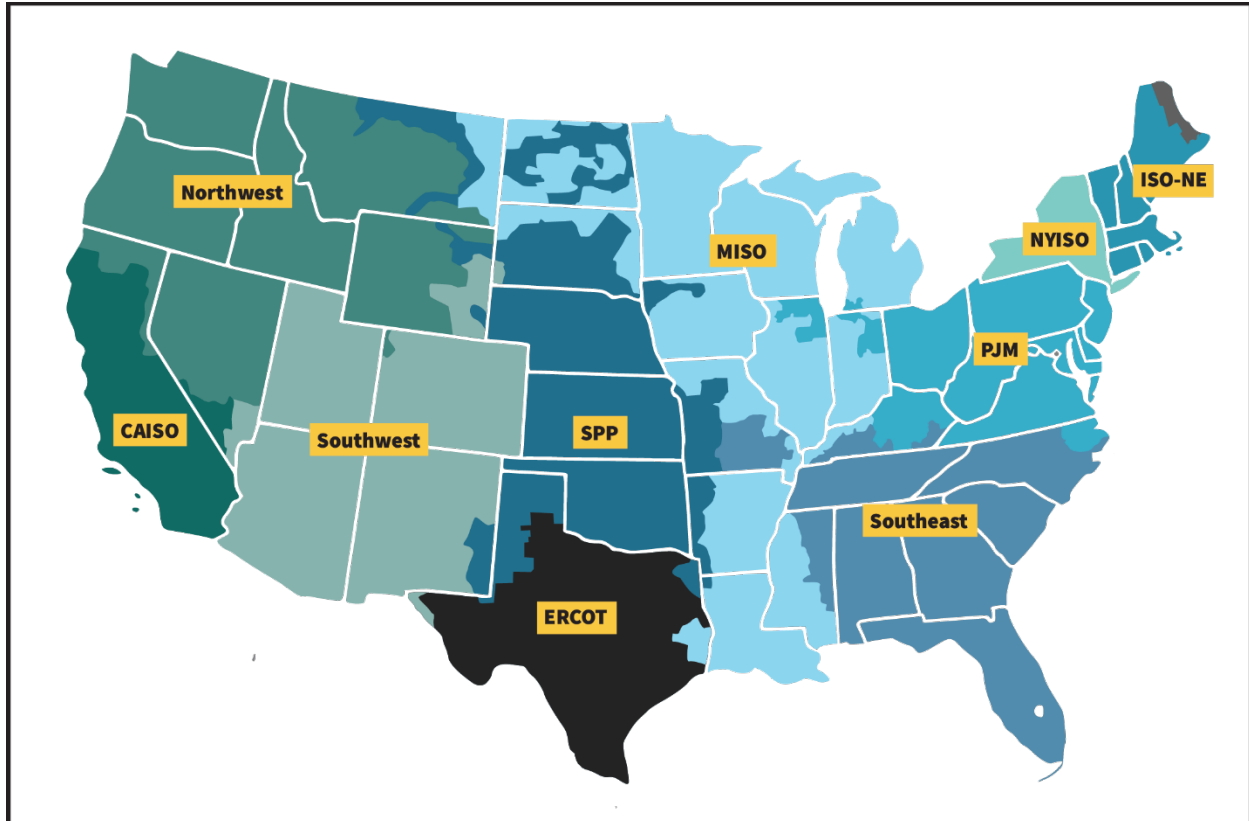 Northwest
ISO-NE
NYISO
MISO
PJM
CAISO
Southwest
SPP
Southeast
ERCOT